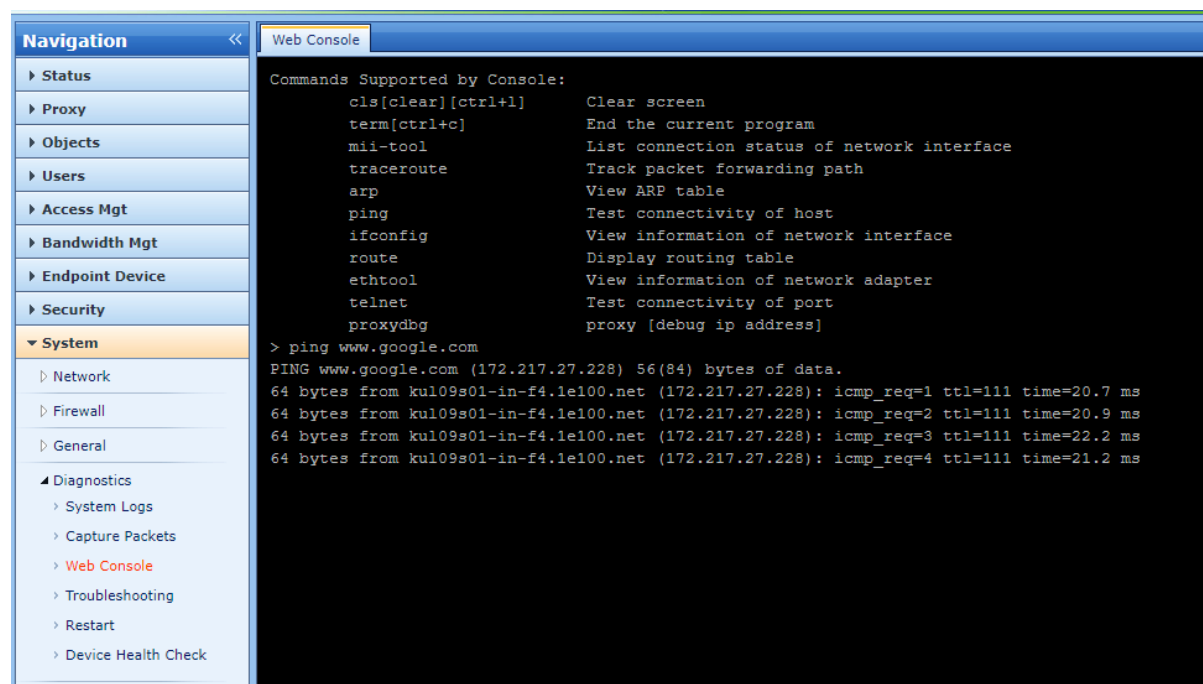 Navigation
Status
Proxy
Objects
Users
Access Mgt
Bandwidth Mgt
Endpoint Device
Security
System
Network
Firewall
General
Diagnostics
System Logs
Capture Packets
Web Console
Troubleshooting
Restart
Device Health Check
Web Console
Commands Supported by Console:
cls[clear][ctrl+l] Clear screen
term[ctrl+c] End the current program
mii-tool List connection status of network interface
traceroute Track packet forwarding path
arp View ARP table
ping Test connectivity of host
ifconfig View information of network interface
route Display routing table
ethtool View information of network adapter
telnet Test connectivity of port
proxydbg proxy [debug ip address]
> ping www.google.com
PING www.google.com (172.217.27.228) 56(84) bytes of data.
64 bytes from kul09s01-in-f4.1e100.net (172.217.27.228): icmp_req=1 ttl=111 time=20.7 ms
64 bytes from kul09s01-in-f4.1e100.net (172.217.27.228): icmp_req=2 ttl=111 time=20.9 ms
64 bytes from kul09s01-in-f4.1e100.net (172.217.27.228): icmp_req=3 ttl=111 time=22.2 ms
64 bytes from kul09s01-in-f4.1e100.net (172.217.27.228): icmp_req=4 ttl=111 time=21.2 ms